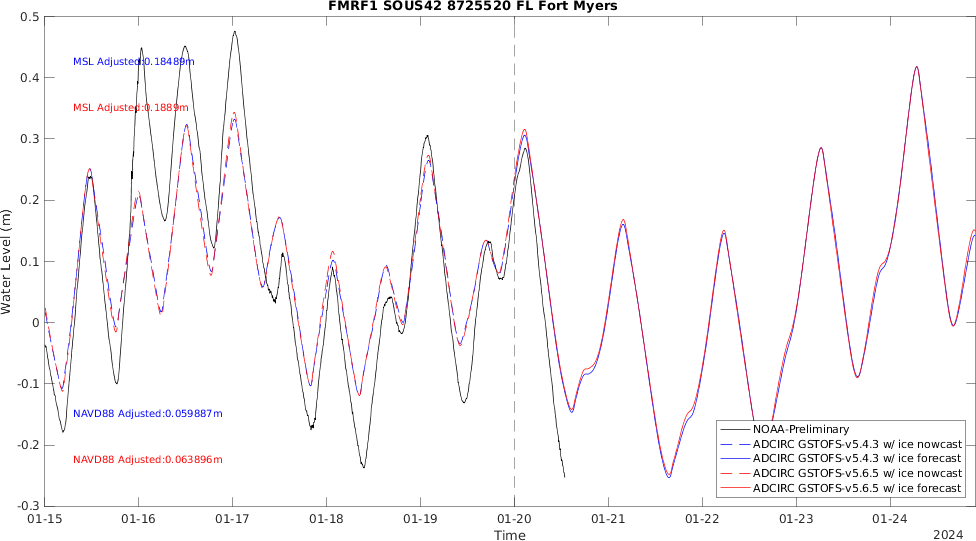 FMRF1 SOUS42 8725520 FL Fort Myers
0.5
0.4
0.3
0.2
0.1
0
-0.1
-0.2
-0.3
Water Level (m)
MSL Adjusted:0.18489m
MSL Adjusted:0.1889m
NAVD88 Adjusted:0.059887m
NAVD88 Adjusted:0.063896m
NOAA-Preliminary
ADCIRC GSTOFS-v5.4.3 w/ ice nowcast
ADCIRC GSTOFS-v5.4.3 w/ ice forecast
ADCIRC GSTOFS-v5.6.5 w/ ice nowcast
ADCIRC GSTOFS-v5.6.5 w/ ice forecast
01-15 01-16 01-17 01-18 01-19 01-20 01-21 01-22 01-23 01-24
Time
2024